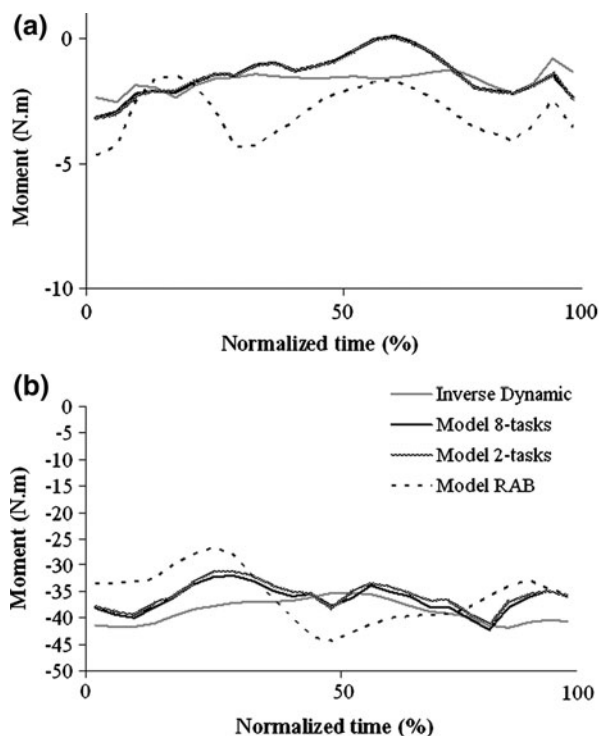 (a)
0
-5
-10
Moment (N.m)
0
50
100
Normalized time (%)
(b)
0
-5
-10
-15
-20
-25
-30
-35
-40
-45
-50
Moment (N.m)
Inverse Dynamic
Model 8-tasks
Model 2-tasks
Model RAB
0
50
100
Normalized time (%)